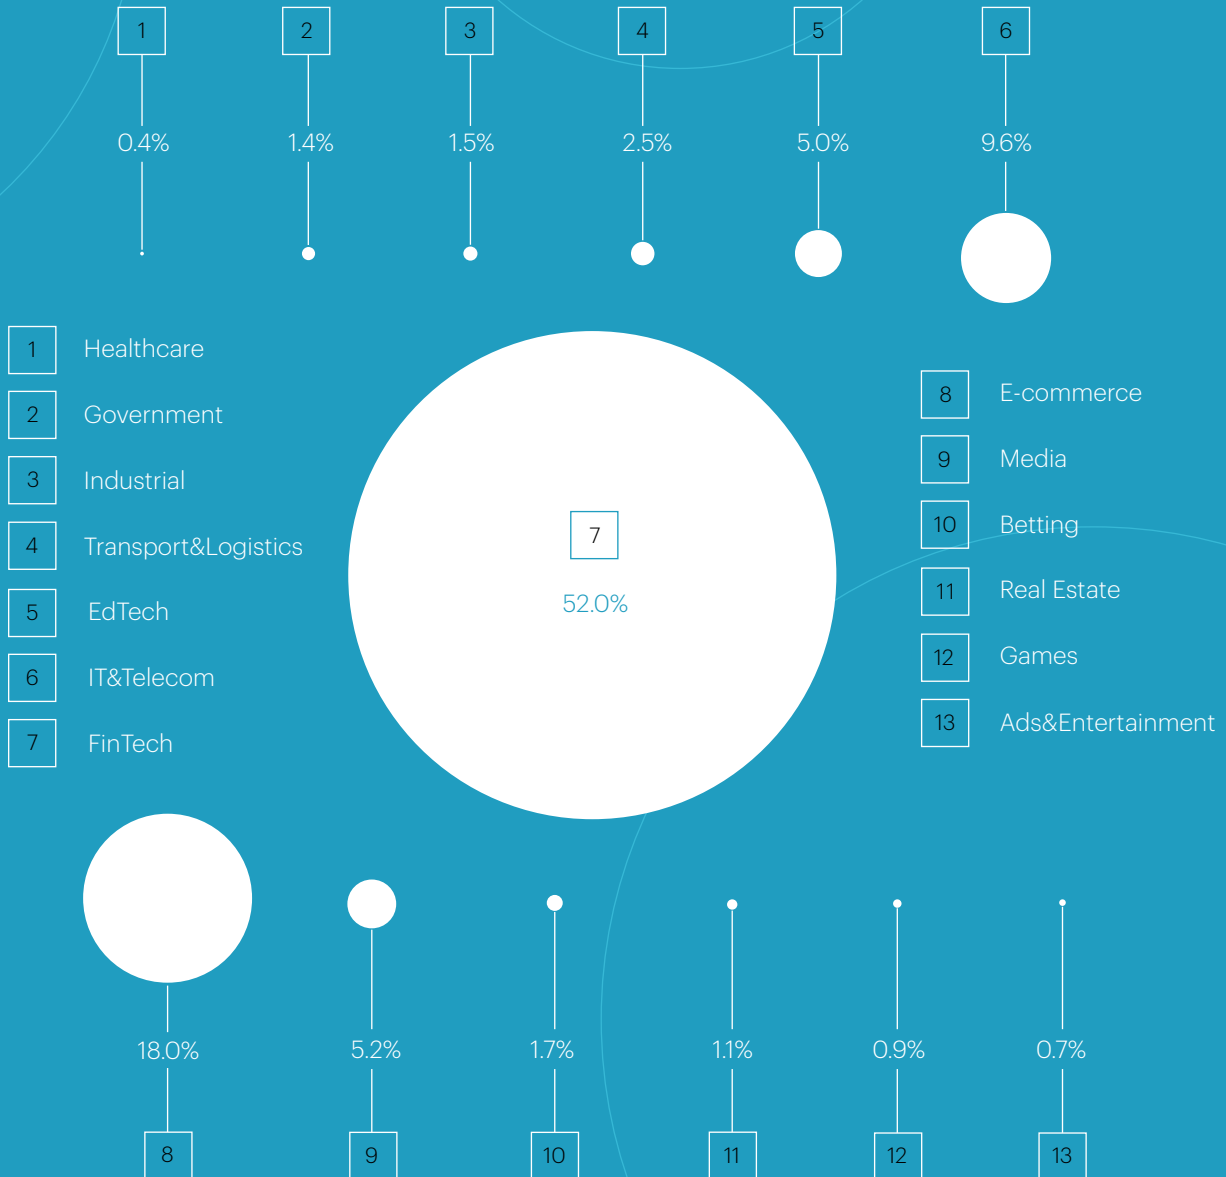 1 2 3 4 5 6
0.4% 1.4% 1.5% 2.5% 5.0% 9.6%
1 Healthcare
2 Government
3 Industrial
4 Transport&Logistics
5 EdTech
6 IT&Telecom
7 FinTech
7
52.0%
8 E-commerce
9 Media
10 Betting
11 Real Estate
12 Games
13 Ads&Entertainment
18.0% 5.2% 1.7% 1.1% 0.9% 0.7%
8 9 10 11 12 13